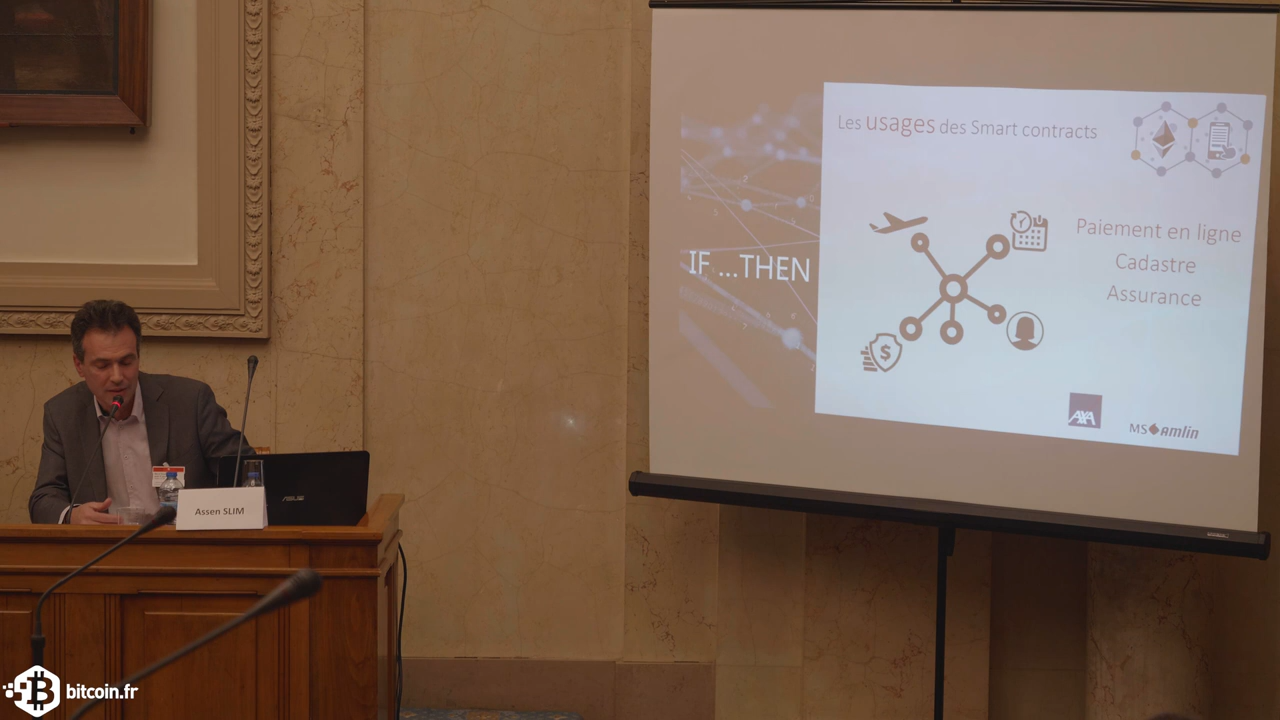 Les usages des Smart contracts
IF ...THEN
Paiement en ligne
Cadastre
Assurance
AXA
MS amlin
ASUS
Assen SLIM
bitcoin.fr